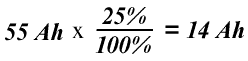 55 Ah x 25% / 100% = 14 Ah